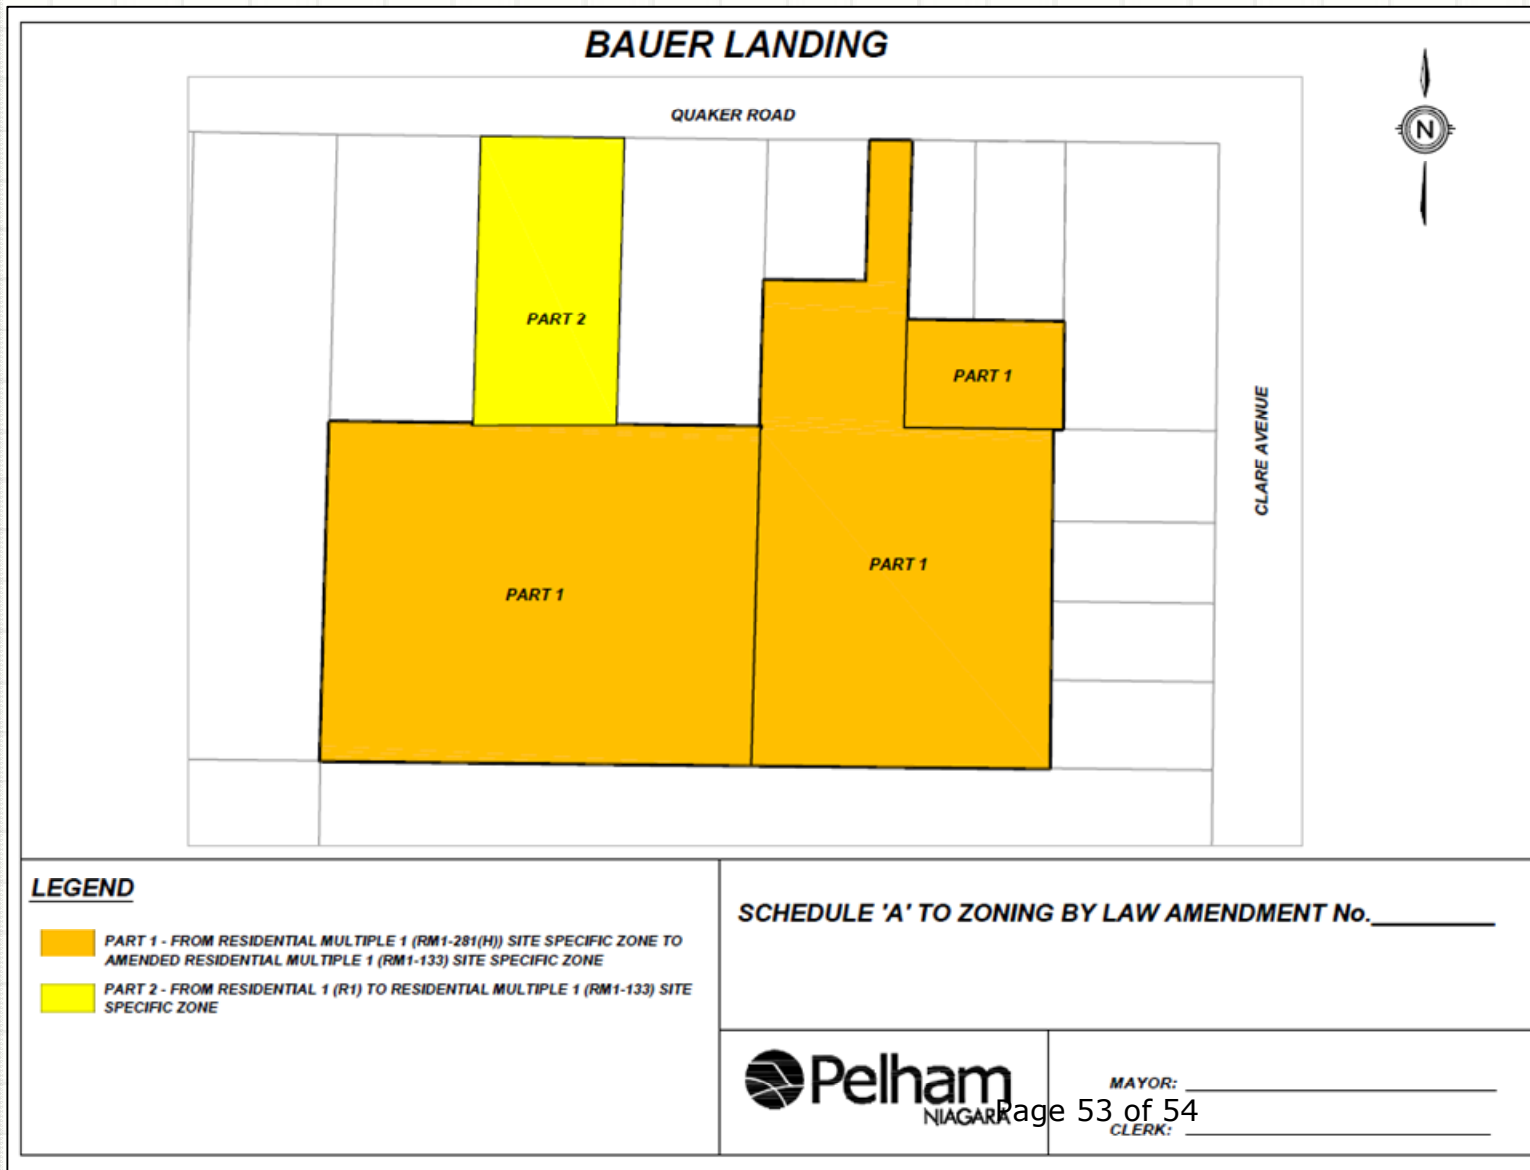 BAUER LANDING
QUAKER ROAD
N
PART 2
PART 1
CLARE AVENUE
PART 1
PART 1
LEGEND
PART 1 - FROM RESIDENTIAL MULTIPLE 1 (RM1-281(H)) SITE SPECIFIC ZONE TO
AMENDED RESIDENTIAL MULTIPLE 1 (RM1-133) SITE SPECIFIC ZONE
PART 2 - FROM RESIDENTIAL 1 (R1) TO RESIDENTIAL MULTIPLE 1 (RM1-133) SITE
SPECIFIC ZONE
SCHEDULE 'A' TO ZONING BY LAW AMENDMENT No.__________
Pelham
NIAGARA
MAYOR:
Page 53 of 54
CLERK: